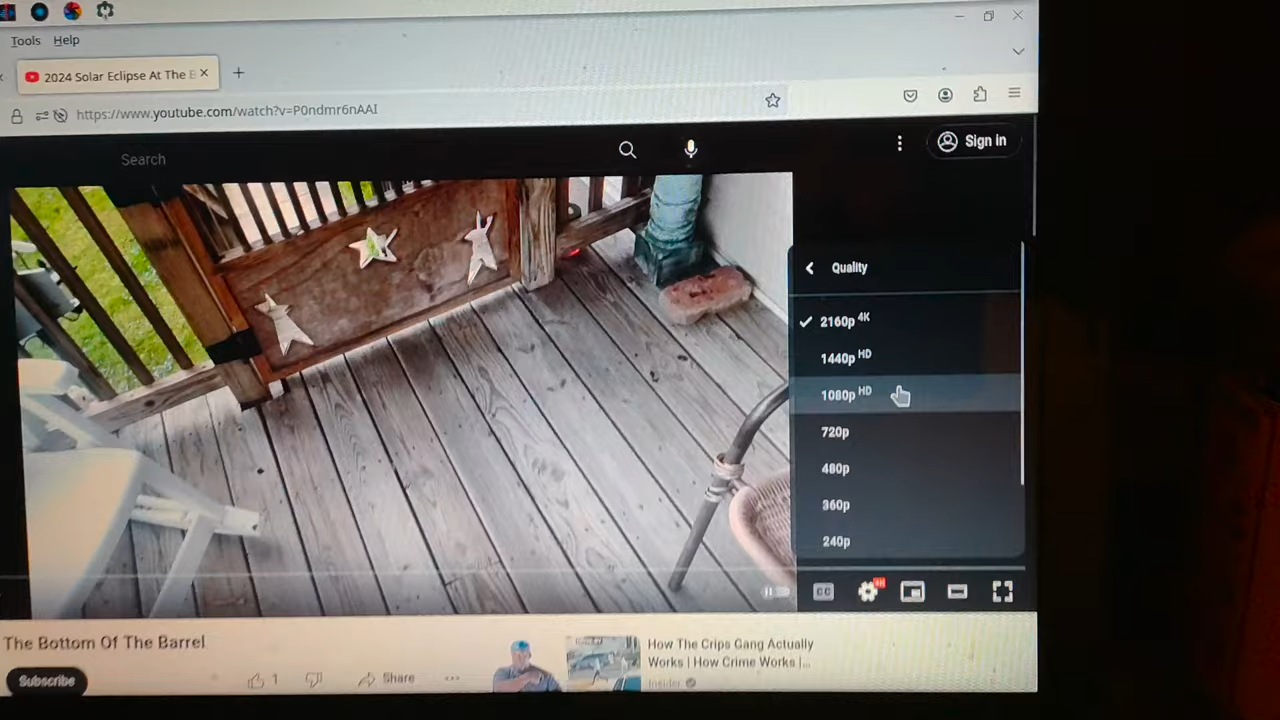 Tools Help
2024 Solar Eclipse At The
https://www.youtube.com/watch?v=P0ndmr6nAAI
Search
Sign in
Quality
2160p 4K
1440p HD
1080p HD
720p
480p
360p
240p
CC
The Bottom Of The Barrel
Subscribe
1
Share
How The Crips Gang Actually
Works | How Crime Works |...
Insider